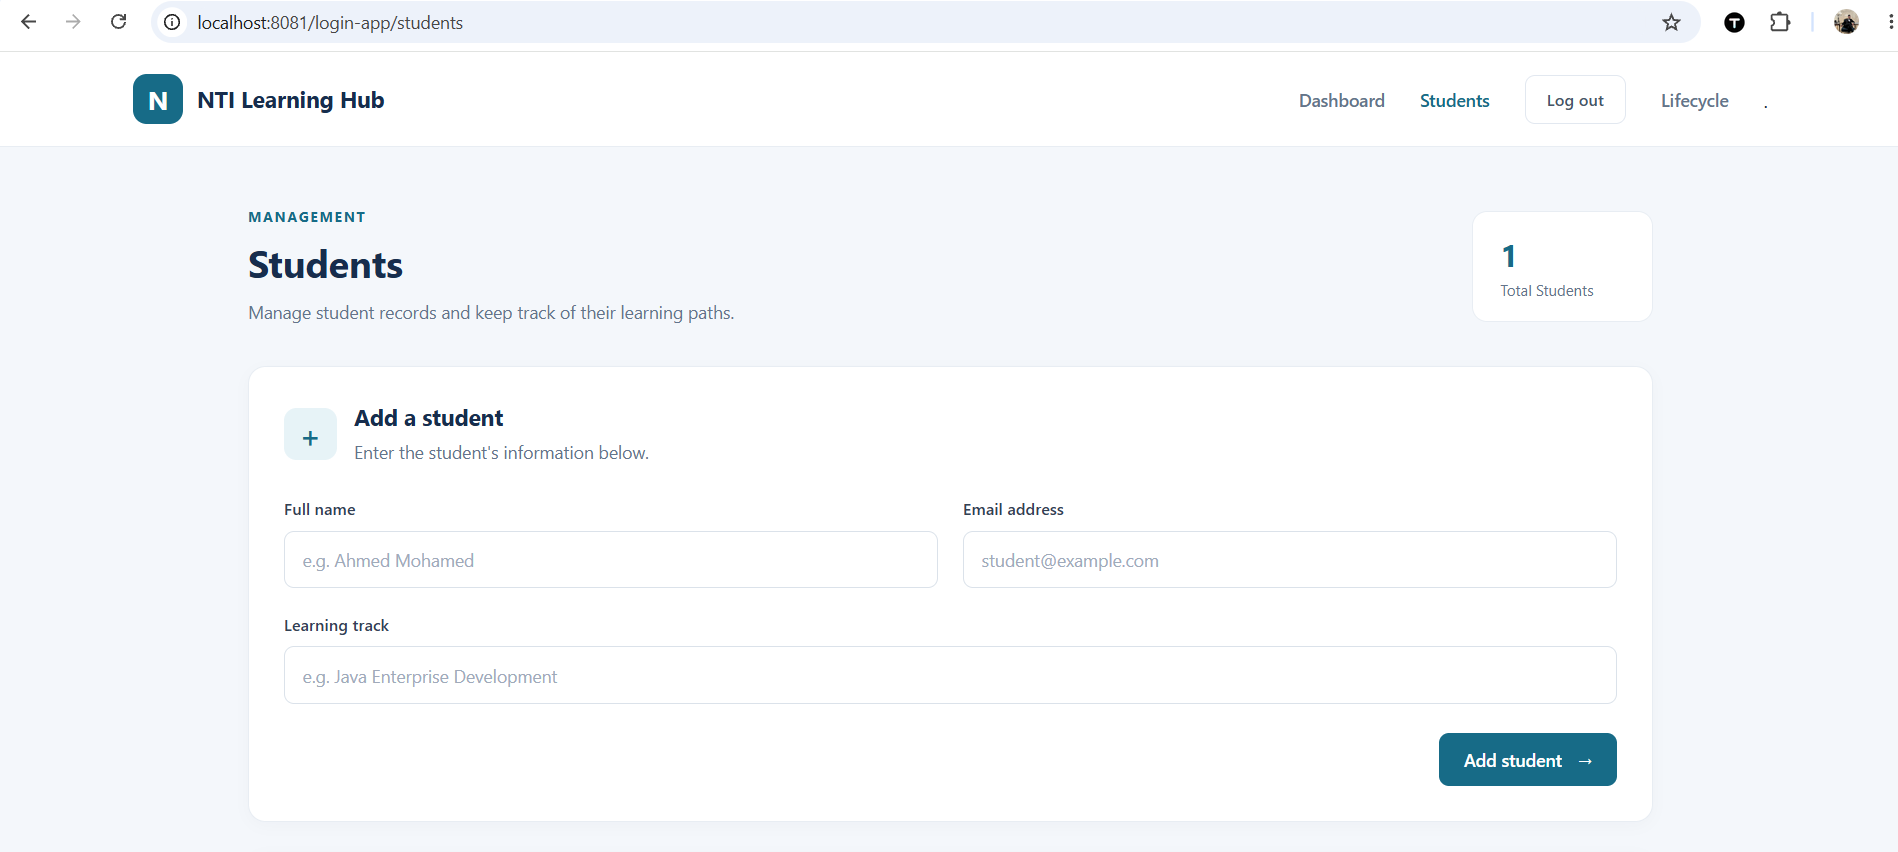 localhost:8081/login-app/students
T
N
NTI Learning Hub
Dashboard
Students
Log out
Lifecycle
.
MANAGEMENT
Students
Manage student records and keep track of their learning paths.
1
Total Students
+
Add a student
Enter the student's information below.
Full name
Email address
e.g. Ahmed Mohamed
student@example.com
Learning track
e.g. Java Enterprise Development
Add student →